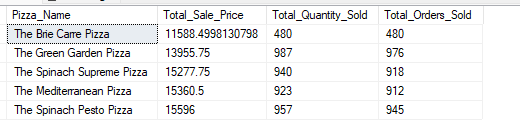 Pizza_Name Total_Sale_Price Total_Quantity_Sold Total_Orders_Sold
The Brie Carre Pizza 11588.4998130798 480 480
The Green Garden Pizza 13955.75 987 976
The Spinach Supreme Pizza 15277.75 940 918
The Mediterranean Pizza 15360.5 923 912
The Spinach Pesto Pizza 15596 957 945